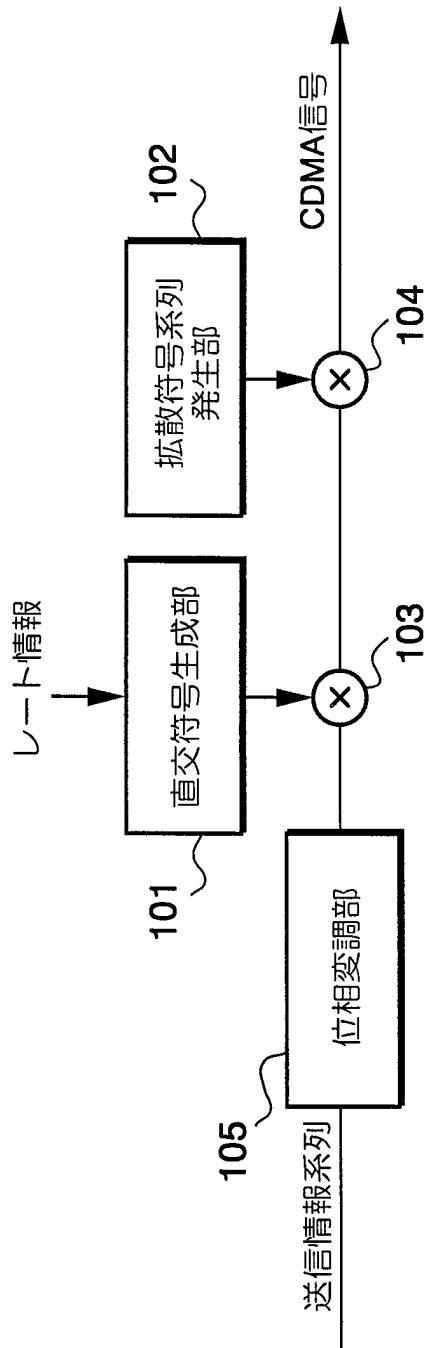 レート情報
101
直交符号生成部
拡散符号系列
発生部
102
送信情報系列
105
位相変調部
×
103
×
104
CDMA信号